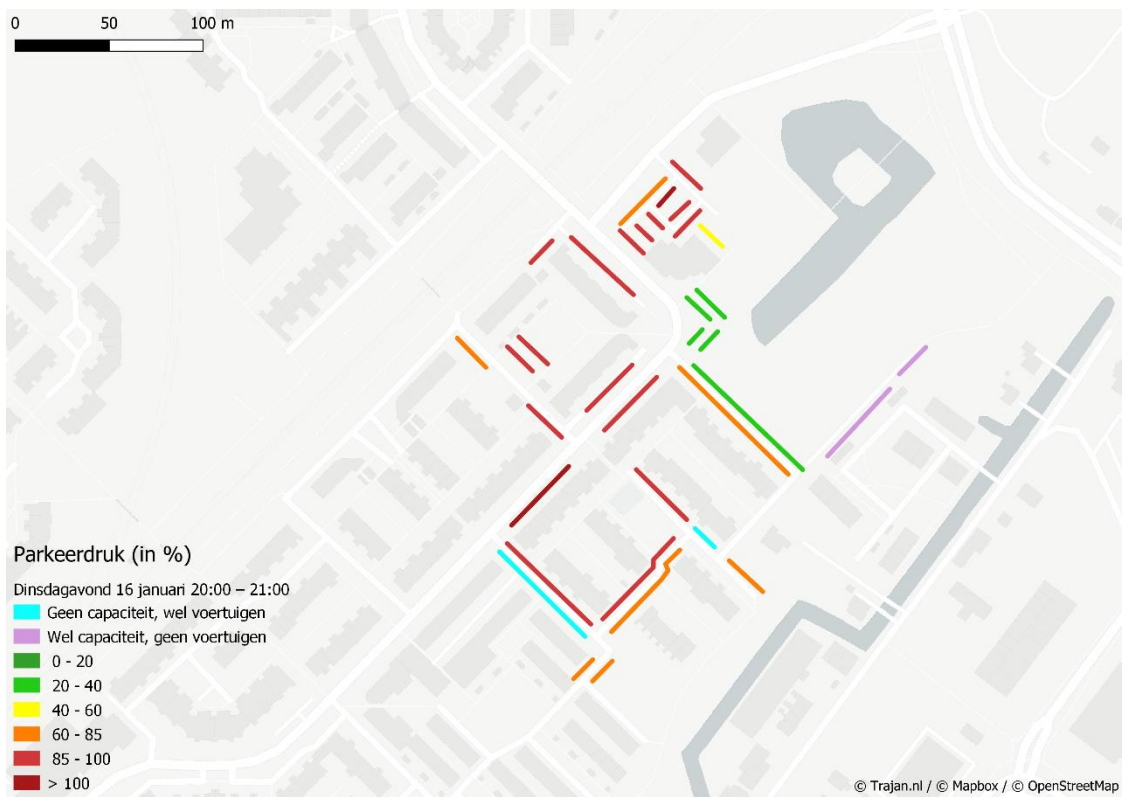 0 50 100 m
Parkeerdruk (in %)
Dinsdagavond 16 januari 20:00 – 21:00
Geen capaciteit, wel voertuigen
Wel capaciteit, geen voertuigen
0 - 20
20 - 40
40 - 60
60 - 85
85 - 100
> 100
© Trajan.nl / © Mapbox / © OpenStreetMap